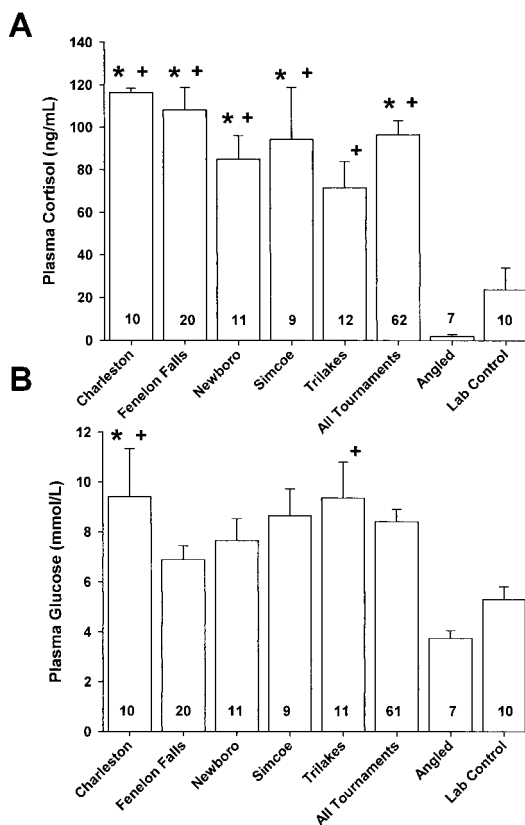 A
Plasma Cortisol (ng/mL)
140
120
100
80
60
40
20
0
* +
* +
* +
* +
+
* +
10
20
11
9
12
62
7
10
Charleston
Fenelon Falls
Newboro
Simcoe
Trilakes
All Tournaments
Angled
Lab Control
B
Plasma Glucose (mmol/L)
12
10
8
6
4
2
0
* +
+
10
20
11
9
11
61
7
10
Charleston
Fenelon Falls
Newboro
Simcoe
Trilakes
All Tournaments
Angled
Lab Control